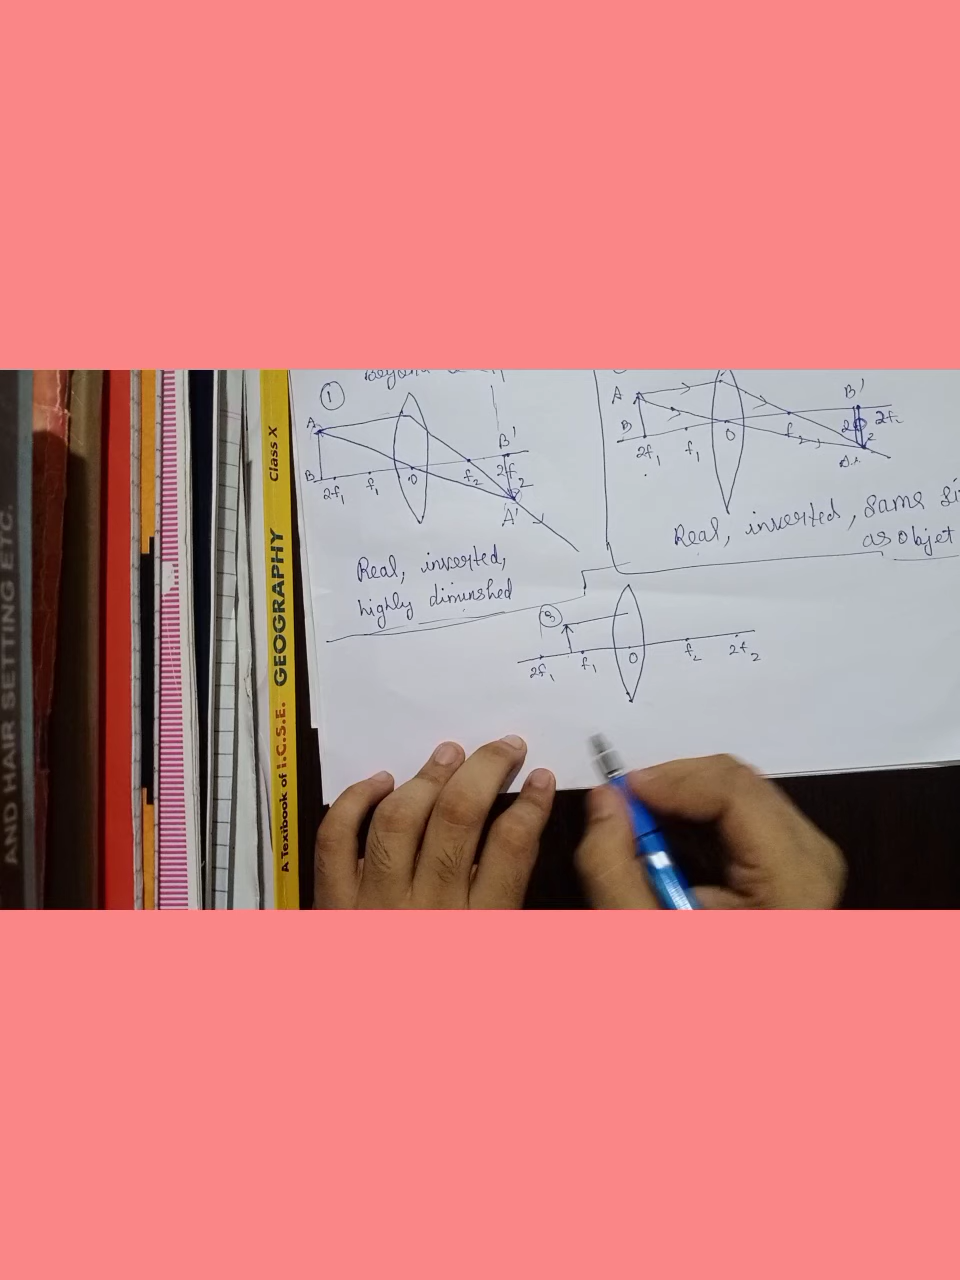 AND HAIR SETTING ETC.
A Textbook of I.C.S.E. GEOGRAPHY Class X
1
A
B
2f1
f1
O
f2
2f2
B'
A'
Real, inverted,
highly diminshed
A
B
2f1
f1
O
f2
B'
2f2
Real, inverted, Same Si
as objet
3
2f1
f1
O
f2
2f2